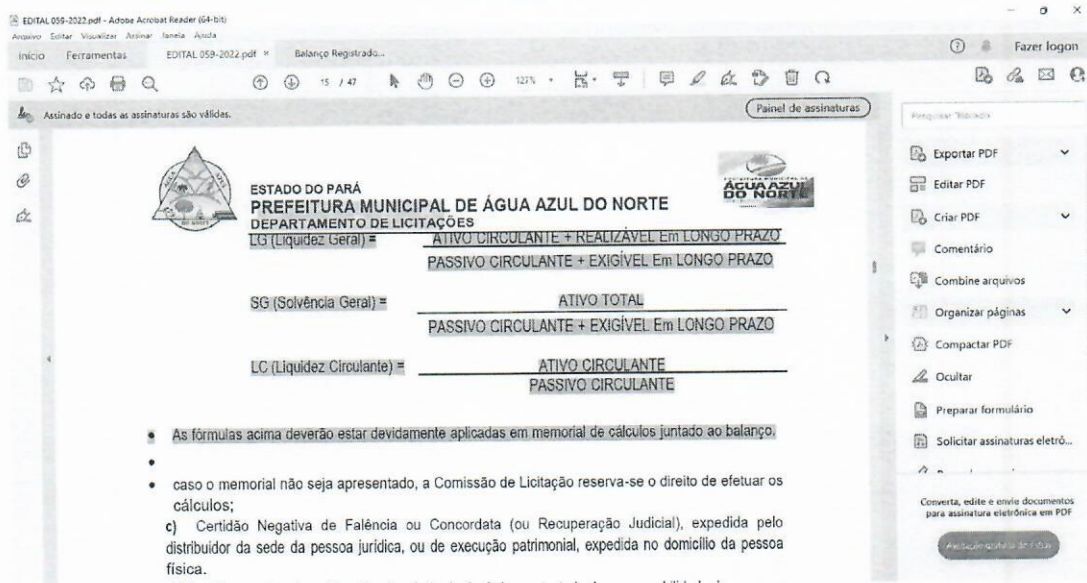 EDITAL 059-2022.pdf - Adobe Acrobat Reader (64-bit)
Arquivo Editar Visualizar Assinar Janela Ajuda
Início Ferramentas EDITAL 059-2022.pdf × Balanço Registrado... Fazer logon
15 / 47 127%
Assinado e todas as assinaturas são válidas. Painel de assinaturas
ESTADO DO PARÁ
PREFEITURA MUNICIPAL DE ÁGUA AZUL DO NORTE
DEPARTAMENTO DE LICITAÇÕES
ÁGUA AZUL
DO NORTE
LG (Liquidez Geral) = ATIVO CIRCULANTE + REALIZÁVEL Em LONGO PRAZO
PASSIVO CIRCULANTE + EXIGÍVEL Em LONGO PRAZO
SG (Solvência Geral) = ATIVO TOTAL
PASSIVO CIRCULANTE + EXIGÍVEL Em LONGO PRAZO
LC (Liquidez Circulante) = ATIVO CIRCULANTE
PASSIVO CIRCULANTE
• As fórmulas acima deverão estar devidamente aplicadas em memorial de cálculos juntado ao balanço.
•
• caso o memorial não seja apresentado, a Comissão de Licitação reserva-se o direito de efetuar os
cálculos;
c) Certidão Negativa de Falência ou Concordata (ou Recuperação Judicial), expedida pelo
distribuidor da sede da pessoa jurídica, ou de execução patrimonial, expedida no domicílio da pessoa
física.
Exportar PDF
Editar PDF
Criar PDF
Comentário
Combine arquivos
Organizar páginas
Compactar PDF
Ocultar
Preparar formulário
Solicitar assinaturas eletrô...
Converta, edite e envie documentos
para assinatura eletrônica em PDF